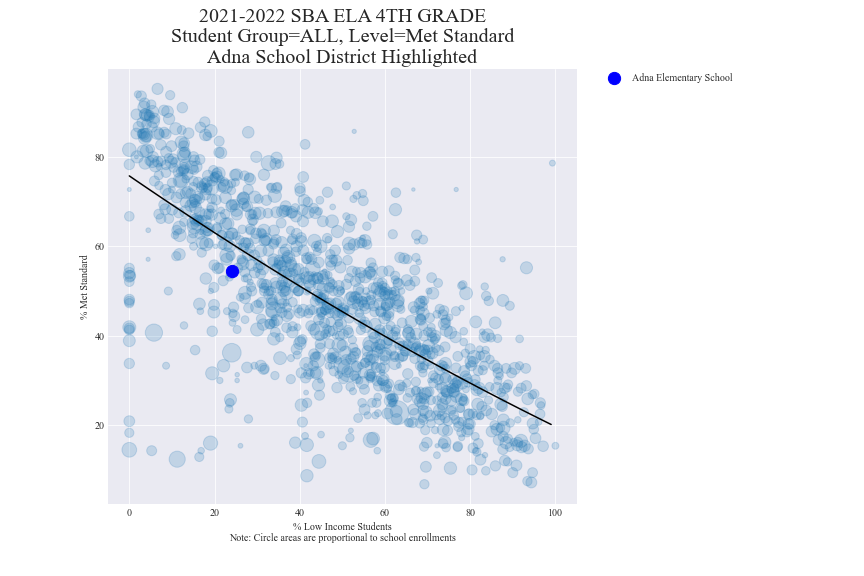 2021-2022 SBA ELA 4TH GRADE
Student Group=ALL, Level=Met Standard
Adna School District Highlighted
Adna Elementary School
% Met Standard
80
60
40
20
0 20 40 60 80 100
% Low Income Students
Note: Circle areas are proportional to school enrollments